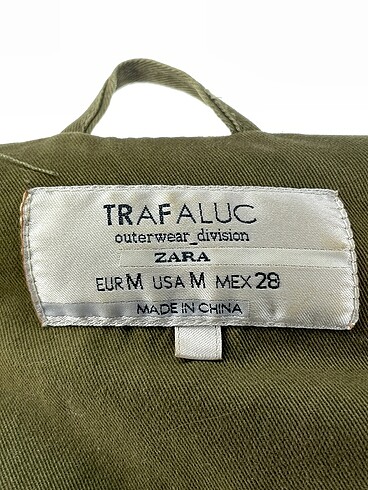 TRAFALUC
outerwear_division
ZARA
EUR M USA M MEX 28
MADE IN CHINA